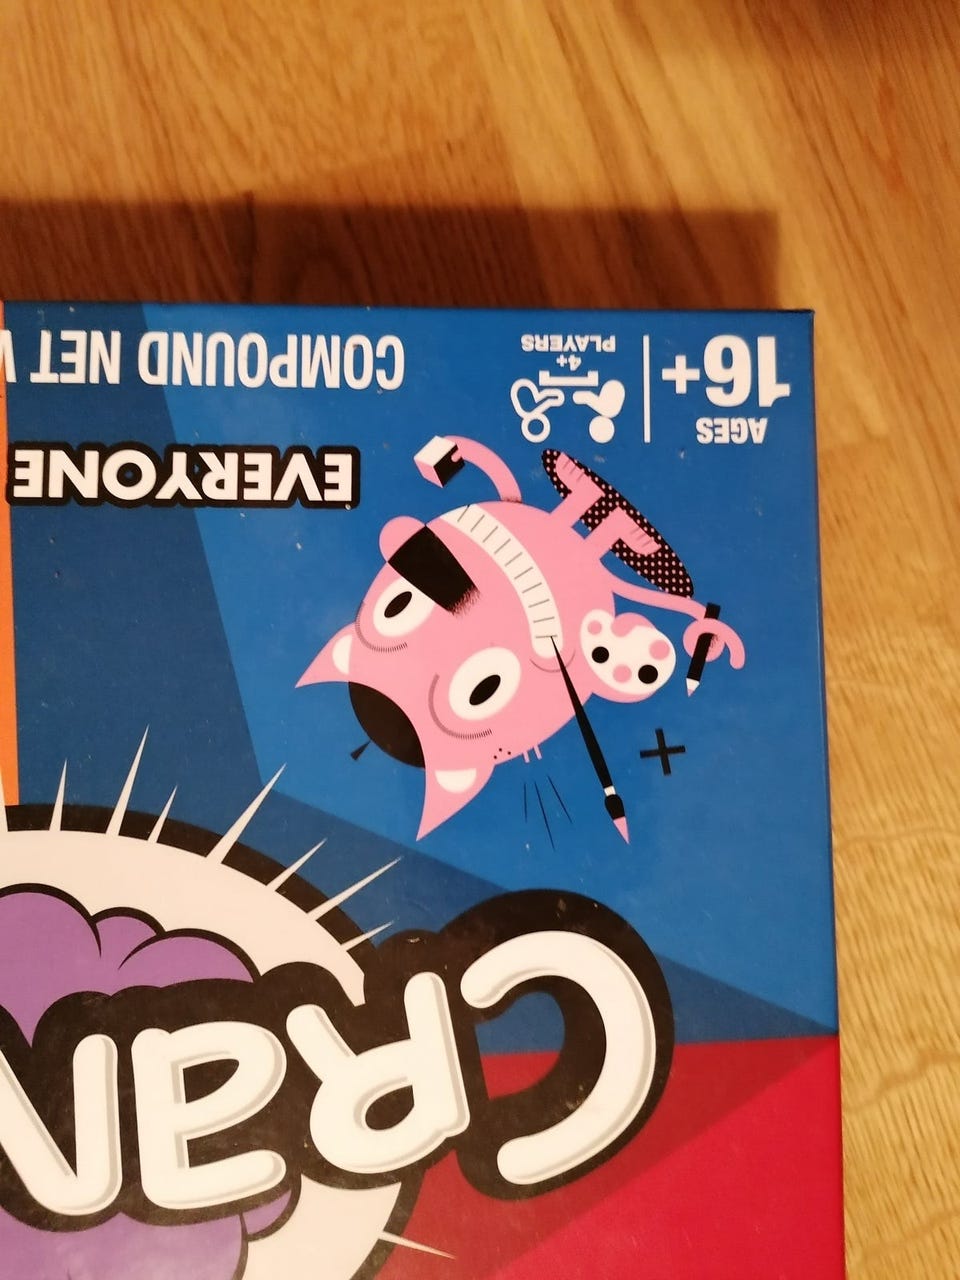 CRaN
EVERYONE
AGES
16+
4+
PLAYERS
COMPOUND NET